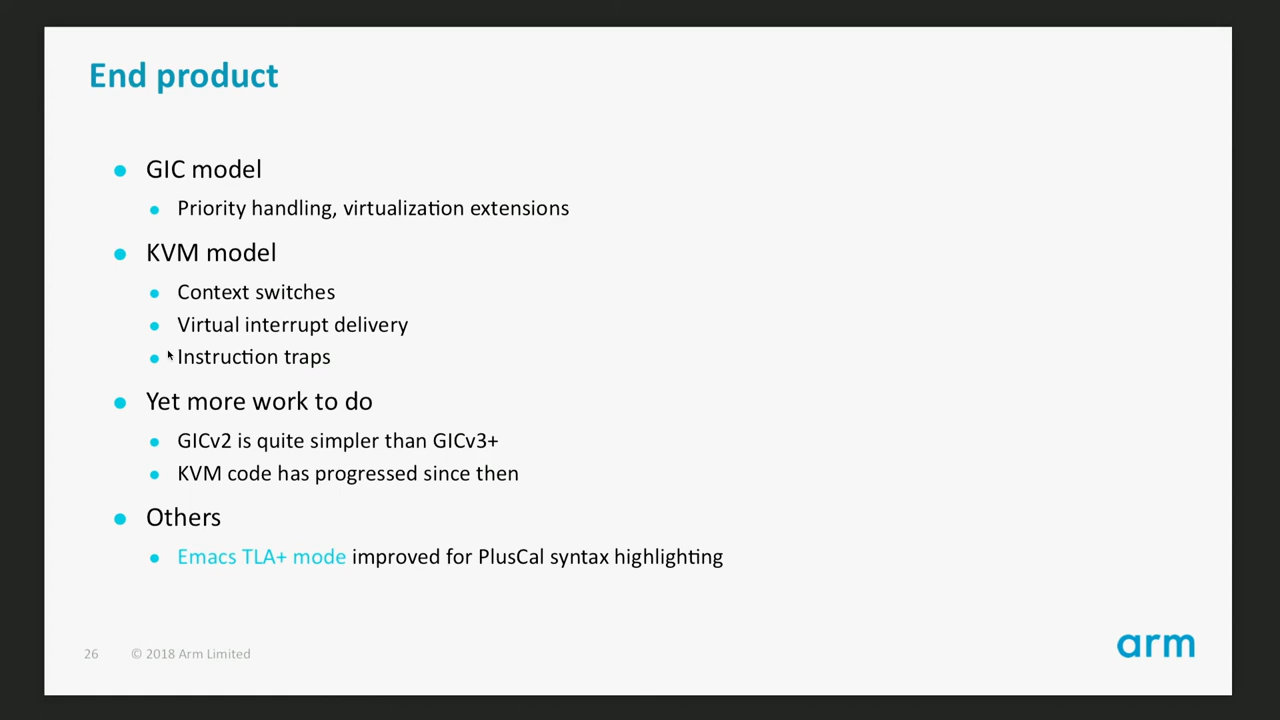 End product
GIC model
Priority handling, virtualization extensions
KVM model
Context switches
Virtual interrupt delivery
Instruction traps
Yet more work to do
GICv2 is quite simpler than GICv3+
KVM code has progressed since then
Others
Emacs TLA+ mode improved for PlusCal syntax highlighting
26 © 2018 Arm Limited
arm